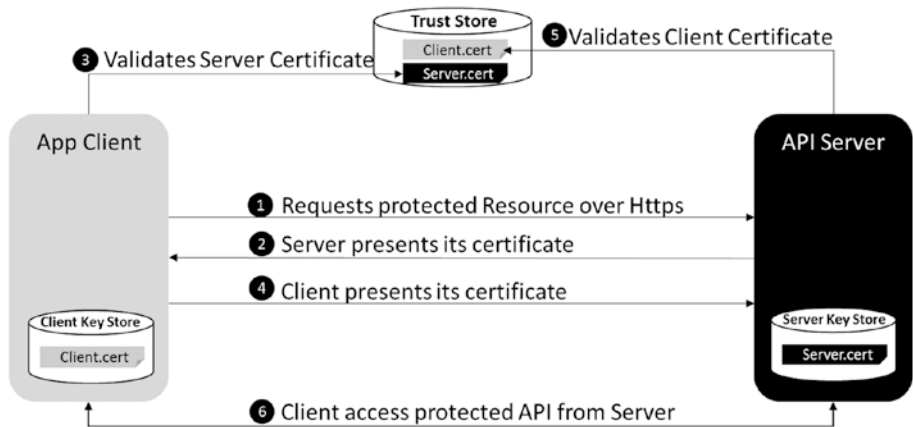 Trust Store
Client.cert
Server.cert
3 Validates Server Certificate
5 Validates Client Certificate
App Client
API Server
1 Requests protected Resource over Https
2 Server presents its certificate
4 Client presents its certificate
Client Key Store
Client.cert
Server Key Store
Server.cert
6 Client access protected API from Server